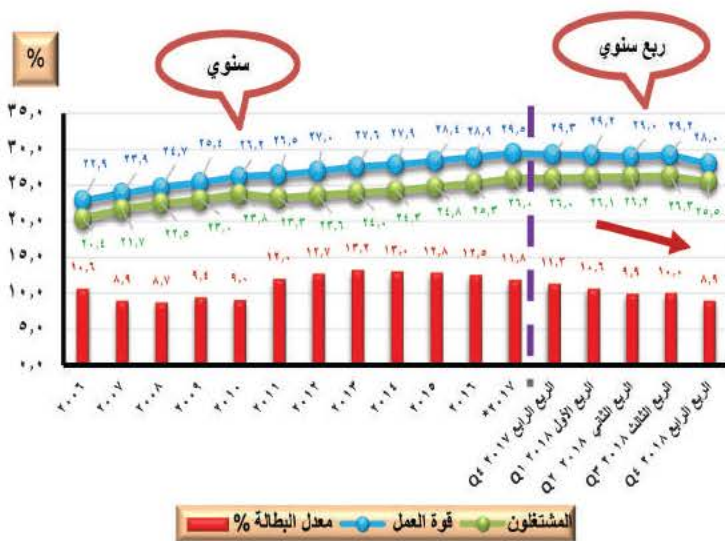 %
سنوي
ربع سنوي
٣٥,٠
٣٠,٠
٢٥,٠
٢٠,٠
١٥,٠
١٠,٠
٥,٠
٠,٠
٢٢,٩ ٢٣,٩ ٢٤,٧ ٢٥,٤ ٢٦,٢ ٢٦,٥ ٢٧,٠ ٢٧,٦ ٢٧,٩ ٢٨,٤ ٢٨,٩ ٢٩,٥ ٢٩,٣ ٢٩,٢ ٢٩,٠ ٢٩,٢ ٢٨,٠
٢٠,٤ ٢١,٧ ٢٢,٥ ٢٣,٠ ٢٣,٨ ٢٣,٣ ٢٣,٦ ٢٤,٠ ٢٤,٣ ٢٤,٨ ٢٥,٣ ٢٦,٠ ٢٦,٠ ٢٦,١ ٢٦,٢ ٢٦,٣ ٢٥,٥
١٠,٦ ٨,٩ ٨,٧ ٩,٤ ٩,٠ ١٢,٠ ١٢,٧ ١٣,٢ ١٣,٠ ١٢,٨ ١٢,٥ ١١,٨ ١١,٣ ١٠,٦ ٩,٩ ١٠,٠ ٨,٩
٢٠٠٦
٢٠٠٧
٢٠٠٨
٢٠٠٩
٢٠١٠
٢٠١١
٢٠١٢
٢٠١٣
٢٠١٤
٢٠١٥
٢٠١٦
*٢٠١٧
الربع الرابع ٢٠١٧ Q٤
الربع الأول ٢٠١٨ Q١
الربع الثاني ٢٠١٨ Q٢
الربع الثالث ٢٠١٨ Q٣
الربع الرابع ٢٠١٨ Q٤
معدل البطالة % قوة العمل المشتغلون